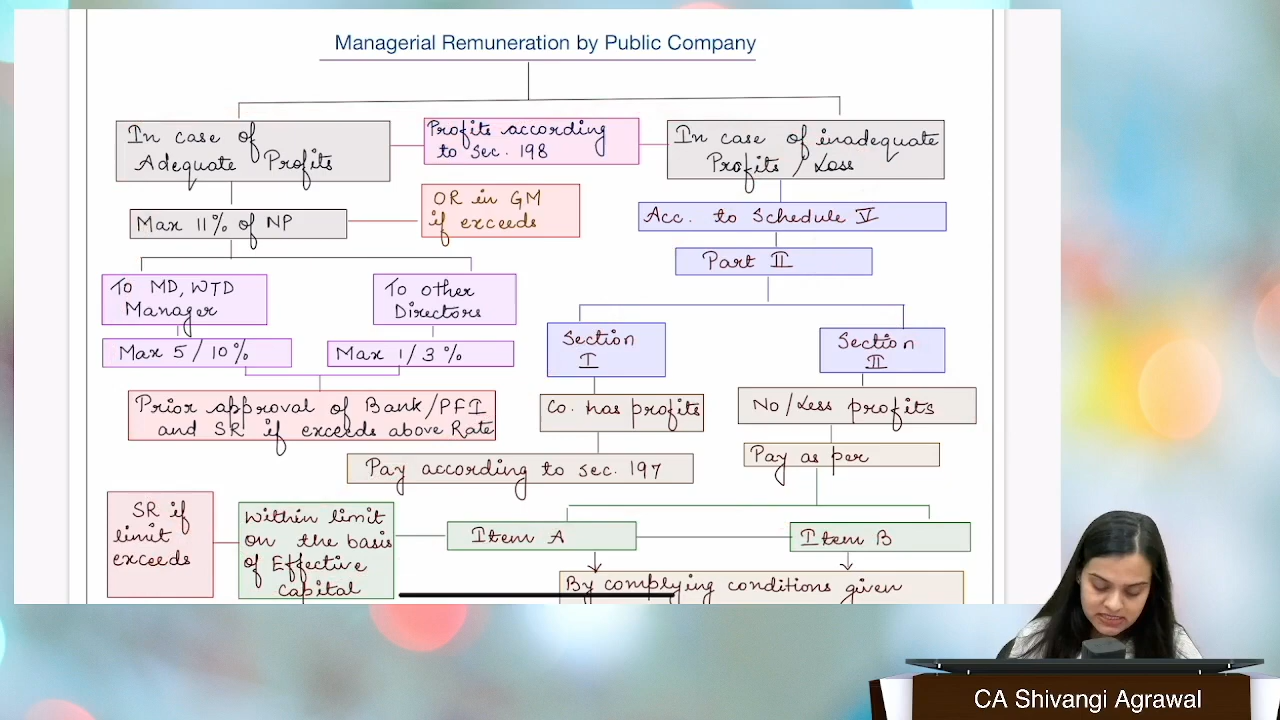 Managerial Remuneration by Public Company
In case of
Adequate Profits
Profits according
to Sec. 198
In case of inadequate
Profits / Loss
Max 11% of NP
OR in GM
if exceeds
Acc. to Schedule V
Part II
To MD, WTD
Manager
To other
Directors
Max 5/10%
Max 1/3%
Prior approval of Bank/PFI
and SR if exceeds above Rate
Section
I
Section
II
Co. has profits
No/Less profits
Pay according to sec. 197
Pay as per
SR if
limit
exceeds
Within limit
on the basis
of Effective
capital
Item A
Item B
By complying conditions given
CA Shivangi Agrawal